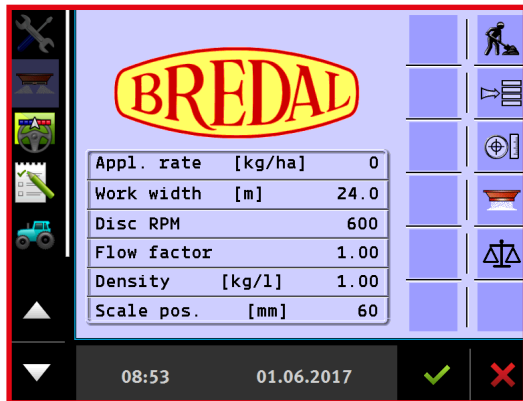 BREDAL
Appl. rate [kg/ha] 0
Work width [m] 24.0
Disc RPM 600
Flow factor 1.00
Density [kg/l] 1.00
Scale pos. [mm] 60
08:53 01.06.2017